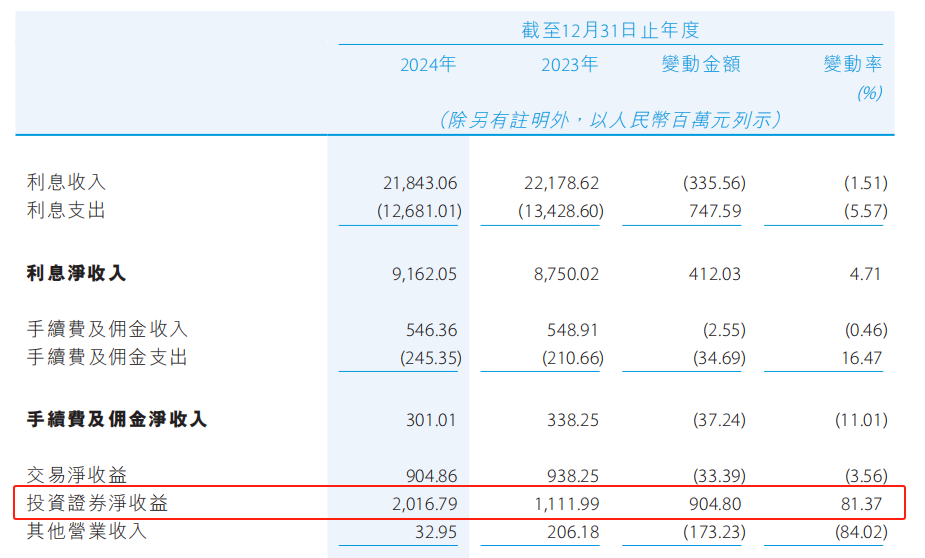 截至12月31日止年度
2024年 2023年 變動金額 變動率
(%)
（除另有註明外，以人民幣百萬元列示）
利息收入 21,843.06 22,178.62 (335.56) (1.51)
利息支出 (12,681.01) (13,428.60) 747.59 (5.57)
利息淨收入 9,162.05 8,750.02 412.03 4.71
手續費及佣金收入 546.36 548.91 (2.55) (0.46)
手續費及佣金支出 (245.35) (210.66) (34.69) 16.47
手續費及佣金淨收入 301.01 338.25 (37.24) (11.01)
交易淨收益 904.86 938.25 (33.39) (3.56)
投資證券淨收益 2,016.79 1,111.99 904.80 81.37
其他營業收入 32.95 206.18 (173.23) (84.02)